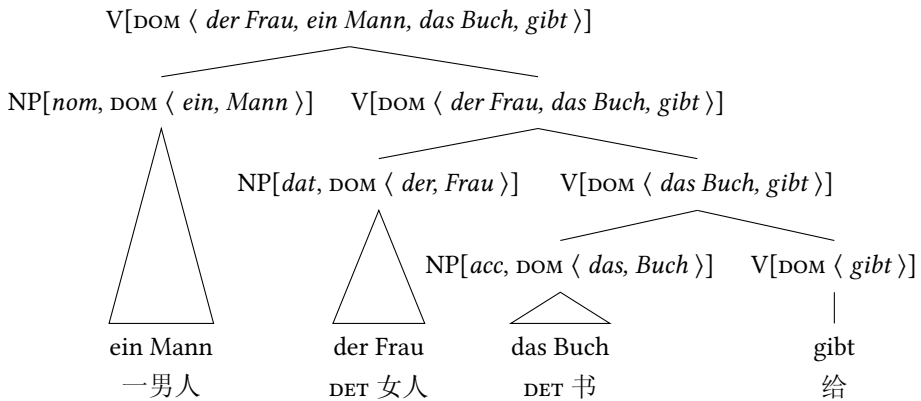 V[DOM ⟨ der Frau, ein Mann, das Buch, gibt ⟩]
NP[nom, DOM ⟨ ein, Mann ⟩] V[DOM ⟨ der Frau, das Buch, gibt ⟩]
NP[dat, DOM ⟨ der, Frau ⟩] V[DOM ⟨ das Buch, gibt ⟩]
NP[acc, DOM ⟨ das, Buch ⟩] V[DOM ⟨ gibt ⟩]
ein Mann der Frau das Buch gibt
一男人 DET 女人 DET 书 给